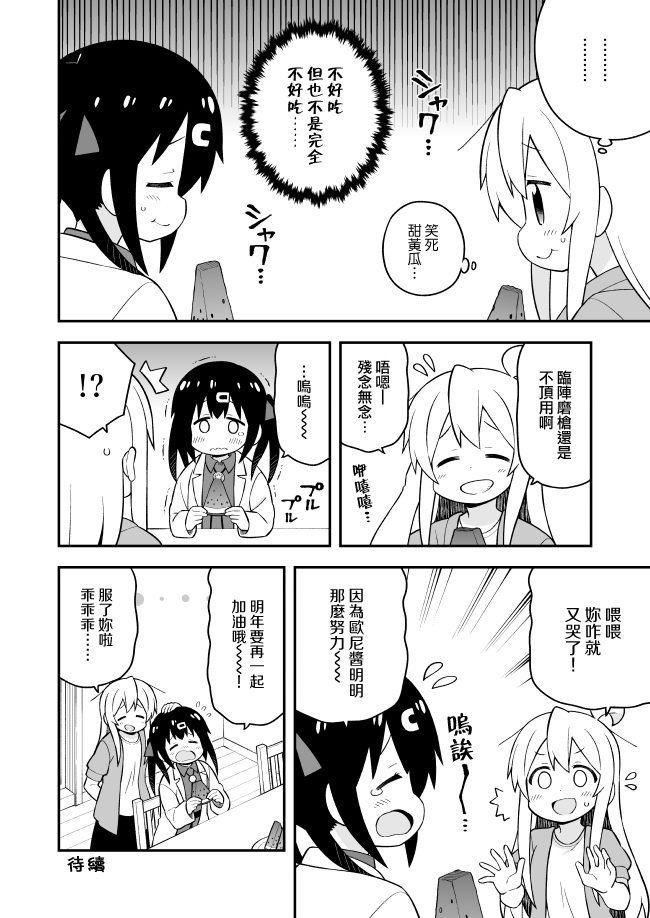 …………
シャワ…
不好吃
但也不是完全
不好吃……
笑死
甜黃瓜…
シャワ…
臨陣磨槍還是
不頂用啊
唔嗯—
殘念無念…
咿嘻嘻…
…嗚嗚～～
プル
プル
!?
喂喂
妳咋就
又哭了!
嗚誒—…
因為歐尼醬明明
那麼努力～～
明年要再一起
加油哦～～!
服了妳啦
乖乖乖……
待續